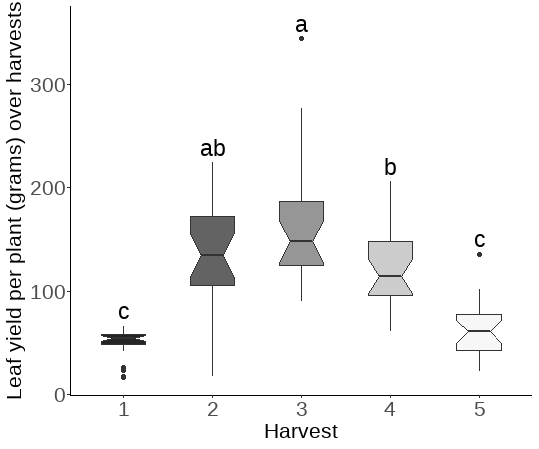 Leaf yield per plant (grams) over harvests
300
200
100
0
c
ab
a
b
c
1 2 3 4 5
Harvest